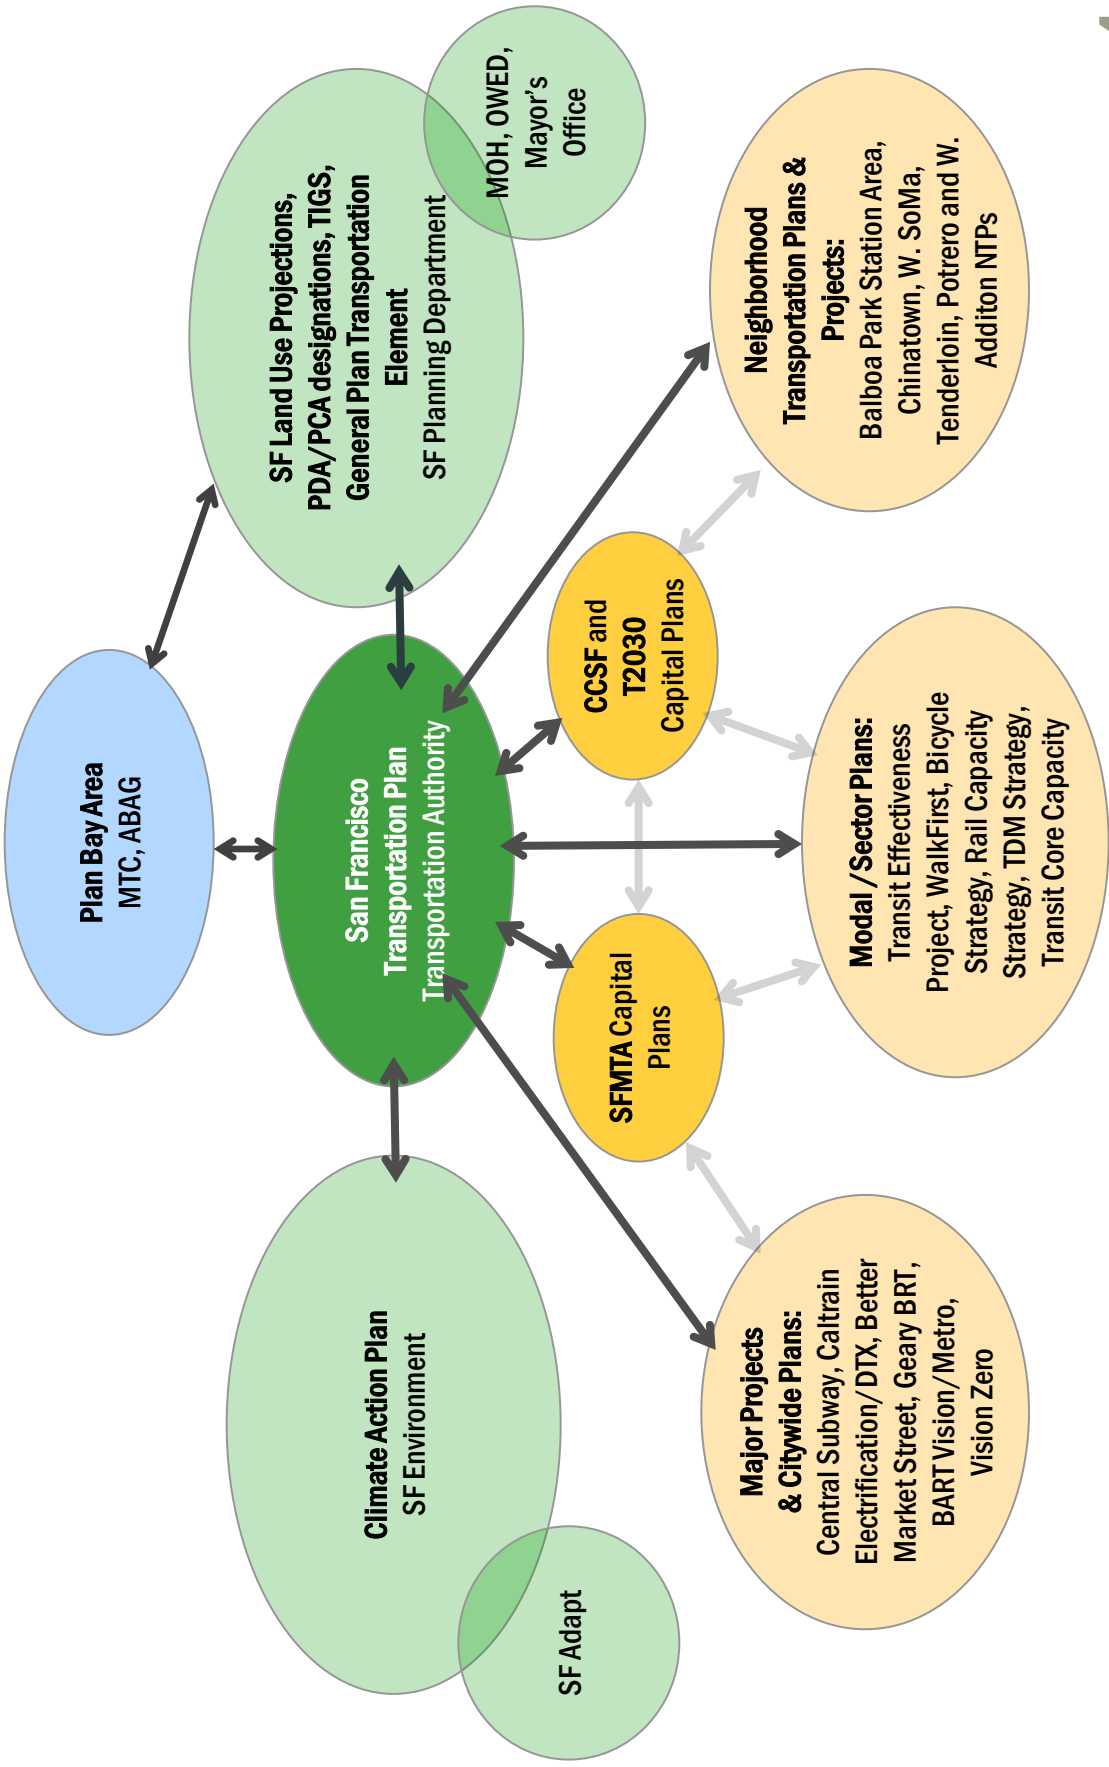 Plan Bay Area
MTC, ABAG
Climate Action Plan
SF Environment
SF Adapt
San Francisco
Transportation Plan
Transportation Authority
SF Land Use Projections,
PDA/PCA designations, TIGS,
General Plan Transportation
Element
SF Planning Department
MOH, OWED,
Mayor's
Office
SFMTA Capital
Plans
CCSF and
T2030
Capital Plans
Major Projects
& Citywide Plans:
Central Subway, Caltrain
Electrification/DTX, Better
Market Street, Geary BRT,
BART Vision/Metro,
Vision Zero
Modal /Sector Plans:
Transit Effectiveness
Project, WalkFirst, Bicycle
Strategy, Rail Capacity
Strategy, TDM Strategy,
Transit Core Capacity
Neighborhood
Transportation Plans &
Projects:
Balboa Park Station Area,
Chinatown, W. SoMa,
Tenderloin, Potrero and W.
Additon NTPs